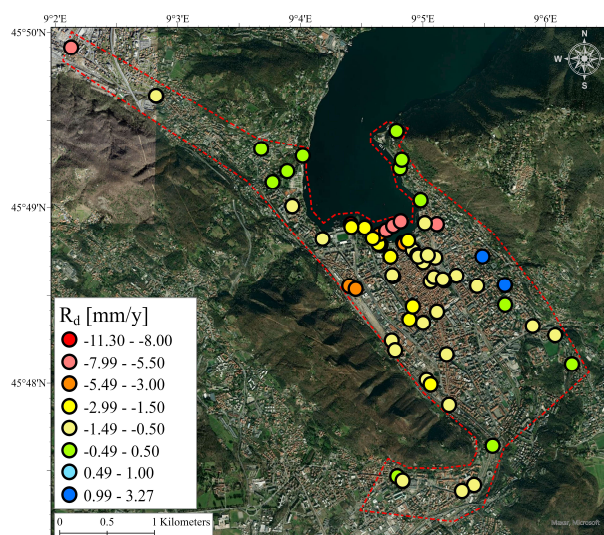 9°2'E 9°3'E 9°4'E 9°5'E 9°6'E
45°50'N
N
W E
S
45°49'N
45°48'N
R_d [mm/y]
-11.30 - -8.00
-7.99 - -5.50
-5.49 - -3.00
-2.99 - -1.50
-1.49 - -0.50
-0.49 - 0.50
0.49 - 1.00
0.99 - 3.27
0 0.5 1 Kilometers
Maxar, Microsoft